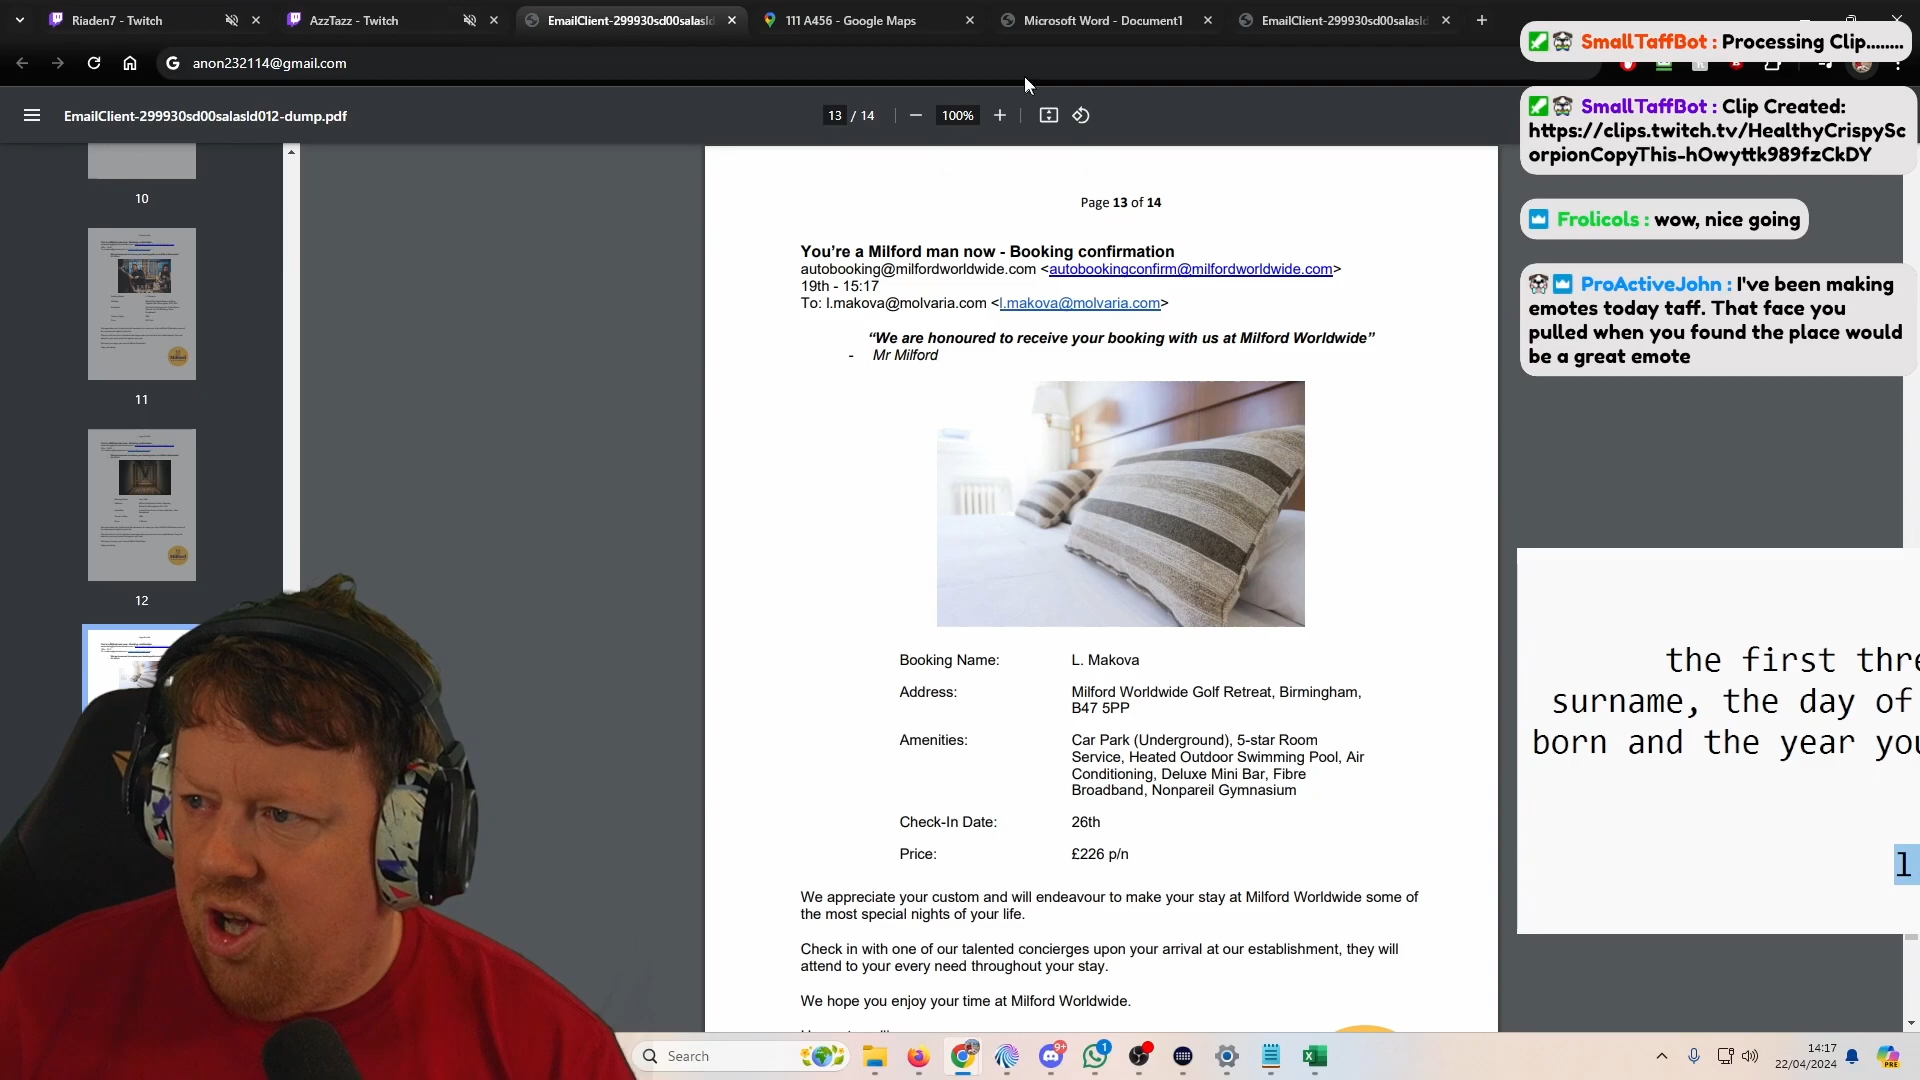 Riaden7 - Twitch
AzzTazz - Twitch
EmailClient-299930sd00salasld
111 A456 - Google Maps
Microsoft Word - Document1
EmailClient-299930sd00salasld
anon232114@gmail.com
EmailClient-299930sd00salasld012-dump.pdf
13 / 14
100%
10
11
12
Page 13 of 14
You're a Milford man now - Booking confirmation
autobooking@milfordworldwide.com <autobookingconfirm@milfordworldwide.com>
19th - 15:17
To: l.makova@molvaria.com <l.makova@molvaria.com>
“We are honoured to receive your booking with us at Milford Worldwide”
- Mr Milford
Booking Name: L. Makova
Address: Milford Worldwide Golf Retreat, Birmingham,
B47 5PP
Amenities: Car Park (Underground), 5-star Room
Service, Heated Outdoor Swimming Pool, Air
Conditioning, Deluxe Mini Bar, Fibre
Broadband, Nonpareil Gymnasium
Check-In Date: 26th
Price: £226 p/n
We appreciate your custom and will endeavour to make your stay at Milford Worldwide some of
the most special nights of your life.
Check in with one of our talented concierges upon your arrival at our establishment, they will
attend to your every need throughout your stay.
We hope you enjoy your time at Milford Worldwide.
SmallTaffBot : Processing Clip........
SmallTaffBot : Clip Created:
https://clips.twitch.tv/HealthyCrispySc
orpionCopyThis-hOwyttk989fzCkDY
Frolicols : wow, nice going
ProActiveJohn : I've been making
emotes today taff. That face you
pulled when you found the place would
be a great emote
the first thre
surname, the day of
born and the year you
l
Search
9+
1
14:17
22/04/2024
PRE